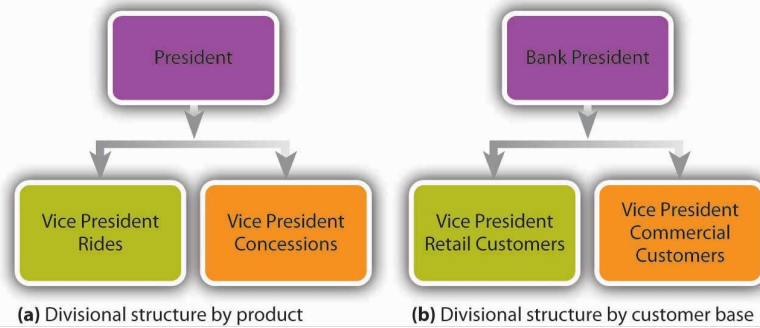 President
Vice President
Rides
Vice President
Concessions
(a) Divisional structure by product
Bank President
Vice President
Retail Customers
Vice President
Commercial
Customers
(b) Divisional structure by customer base